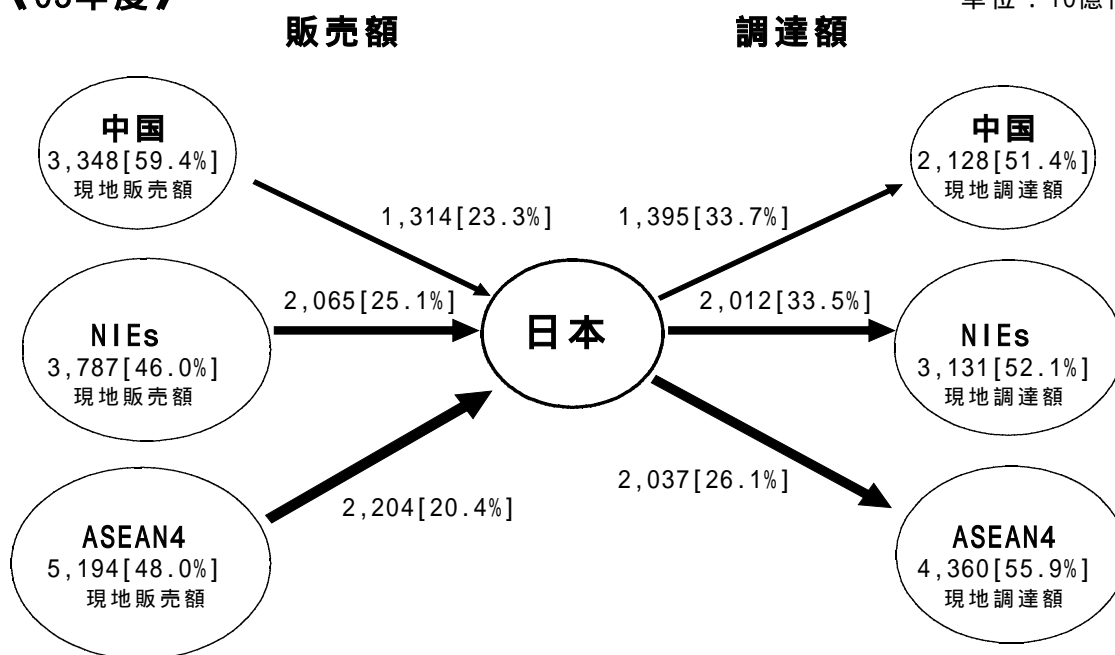 販売額
調達額
中国
3,348[59.4%]
現地販売額
中国
2,128[51.4%]
現地調達額
1,314[23.3%]
1,395[33.7%]
2,065[25.1%]
2,012[33.5%]
NIEs
3,787[46.0%]
現地販売額
日本
NIEs
3,131[52.1%]
現地調達額
2,204[20.4%]
2,037[26.1%]
ASEAN4
5,194[48.0%]
現地販売額
ASEAN4
4,360[55.9%]
現地調達額